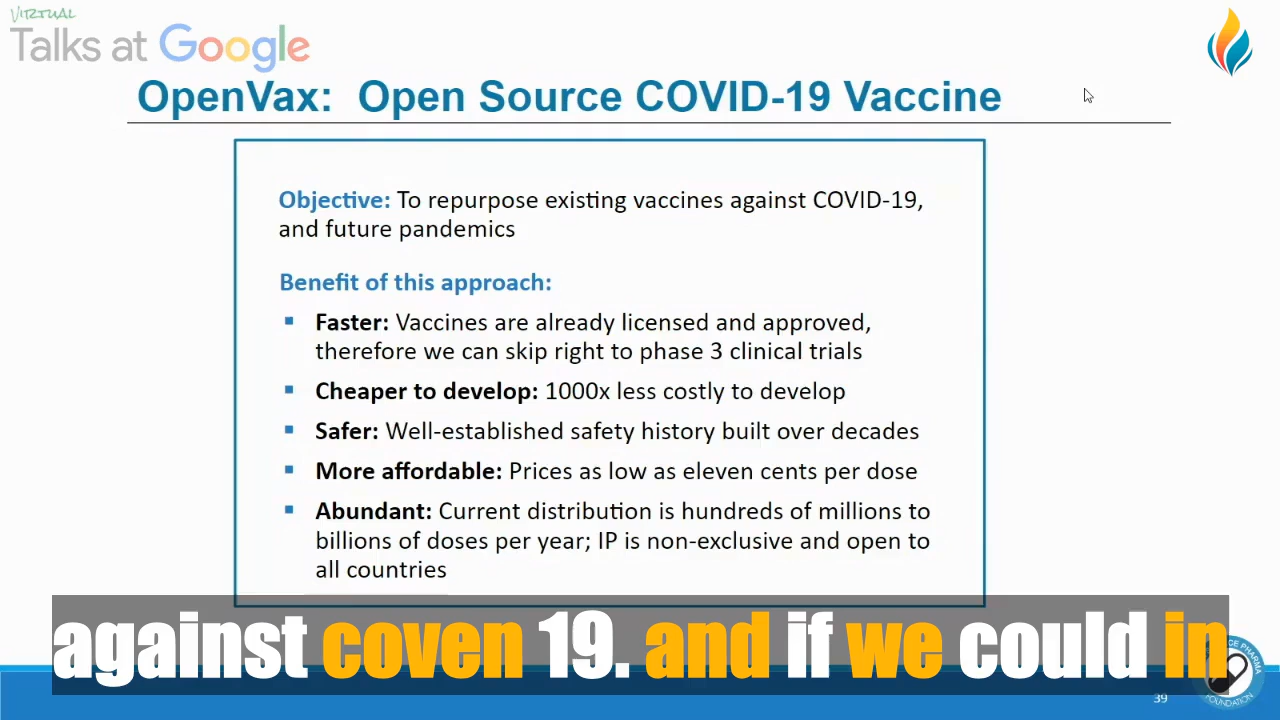 VIRTUAL
Talks at Google
OpenVax: Open Source COVID-19 Vaccine
Objective: To repurpose existing vaccines against COVID-19,
and future pandemics
Benefit of this approach:
▪ Faster: Vaccines are already licensed and approved,
therefore we can skip right to phase 3 clinical trials
▪ Cheaper to develop: 1000x less costly to develop
▪ Safer: Well-established safety history built over decades
▪ More affordable: Prices as low as eleven cents per dose
▪ Abundant: Current distribution is hundreds of millions to
billions of doses per year; IP is non-exclusive and open to
all countries
against coven 19. and if we could in
PHARMA
FOUNDATION
39